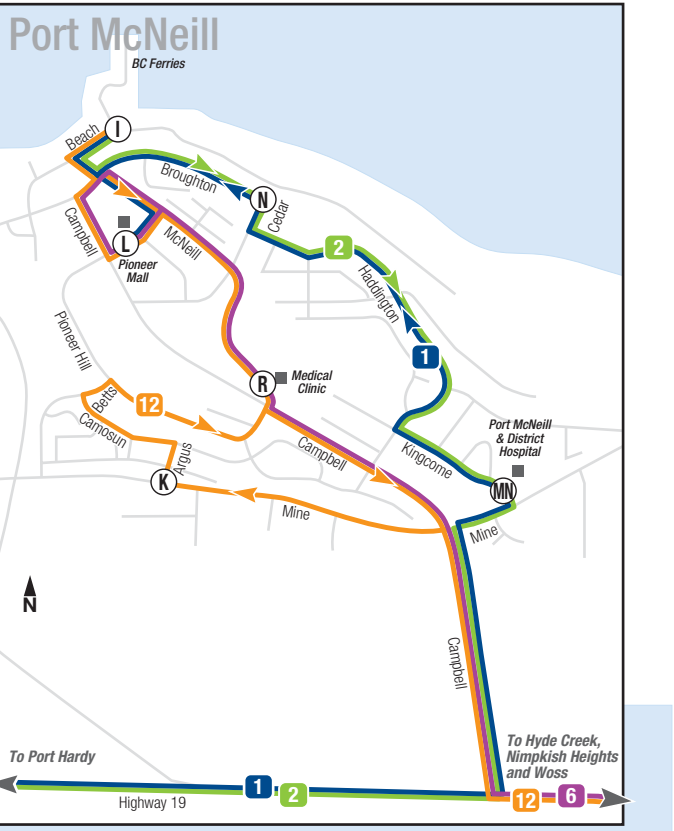 Port McNeill
BC Ferries
Beach
I
Broughton
N
Cedar
Campbell
L
McNeill
Pioneer
Mall
2
Haddington
Pioneer Hill
1
R
Medical
Clinic
Betts
12
Camosun
Argus
Campbell
Kingcome
Port McNeill
& District
Hospital
K
MN
Mine
Mine
N
Campbell
To Port Hardy
To Hyde Creek,
Nimpkish Heights
and Woss
1
2
12
6
Highway 19